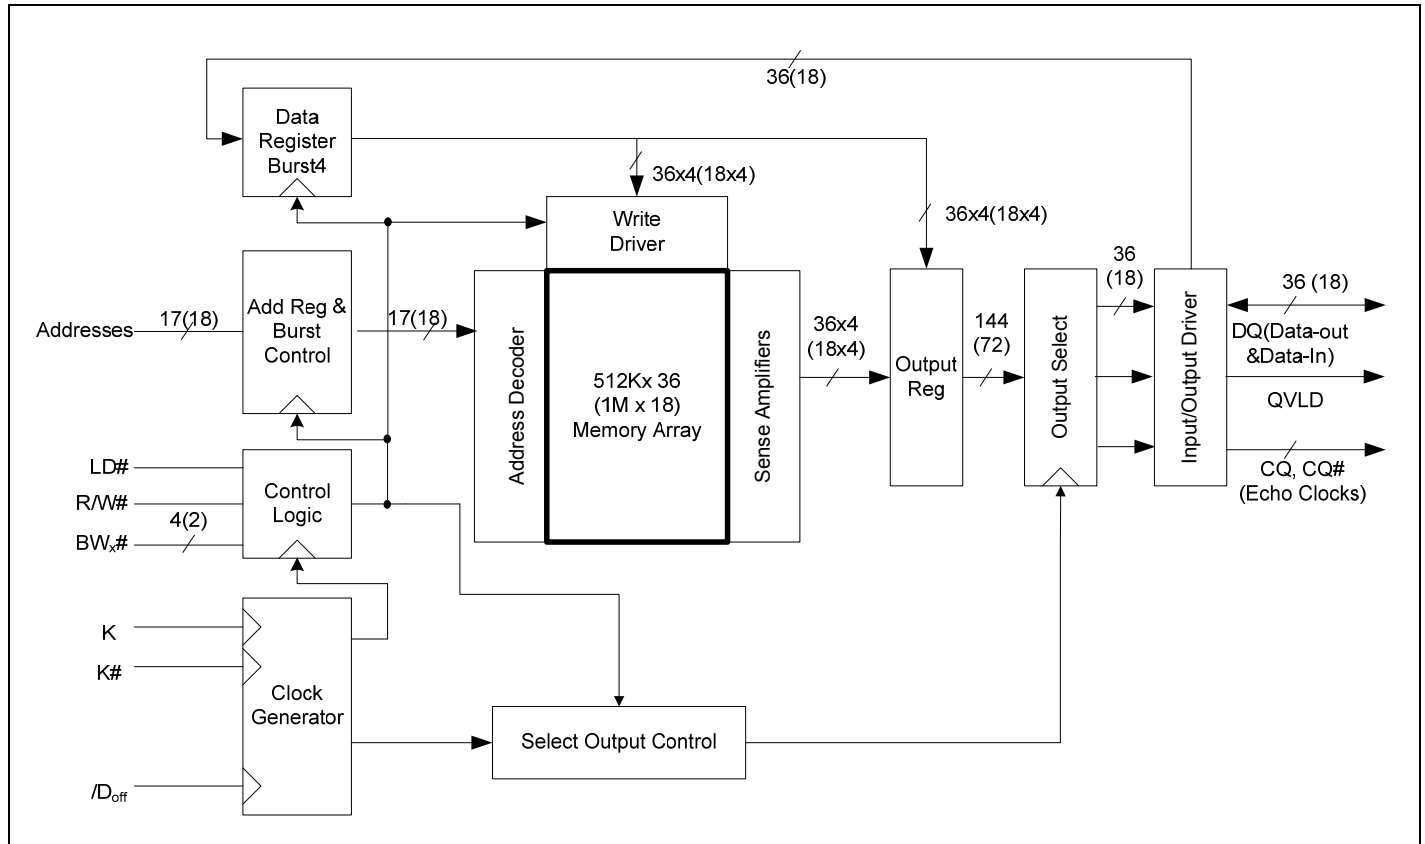 36(18)
Data
Register
Burst4
36x4(18x4)
Write
Driver
36x4(18x4)
Addresses
17(18)
Add Reg &
Burst
Control
17(18)
Address Decoder
512Kx 36
(1M x 18)
Memory Array
Sense Amplifiers
36x4
(18x4)
Output
Reg
144
(72)
Output Select
36
(18)
Input/Output Driver
36 (18)
DQ(Data-out
&Data-In)
QVLD
CQ, CQ#
(Echo Clocks)
LD#
R/W#
BWx#
4(2)
Control
Logic
K
K#
/Doff
Clock
Generator
Select Output Control